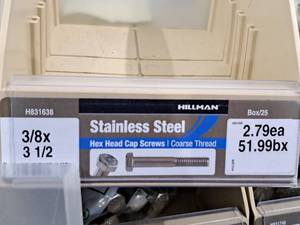 HILLMAN
H831638
Box/25
Stainless Steel
Hex Head Cap Screws | Coarse Thread
3/8x
3 1/2
2.79ea
51.99bx